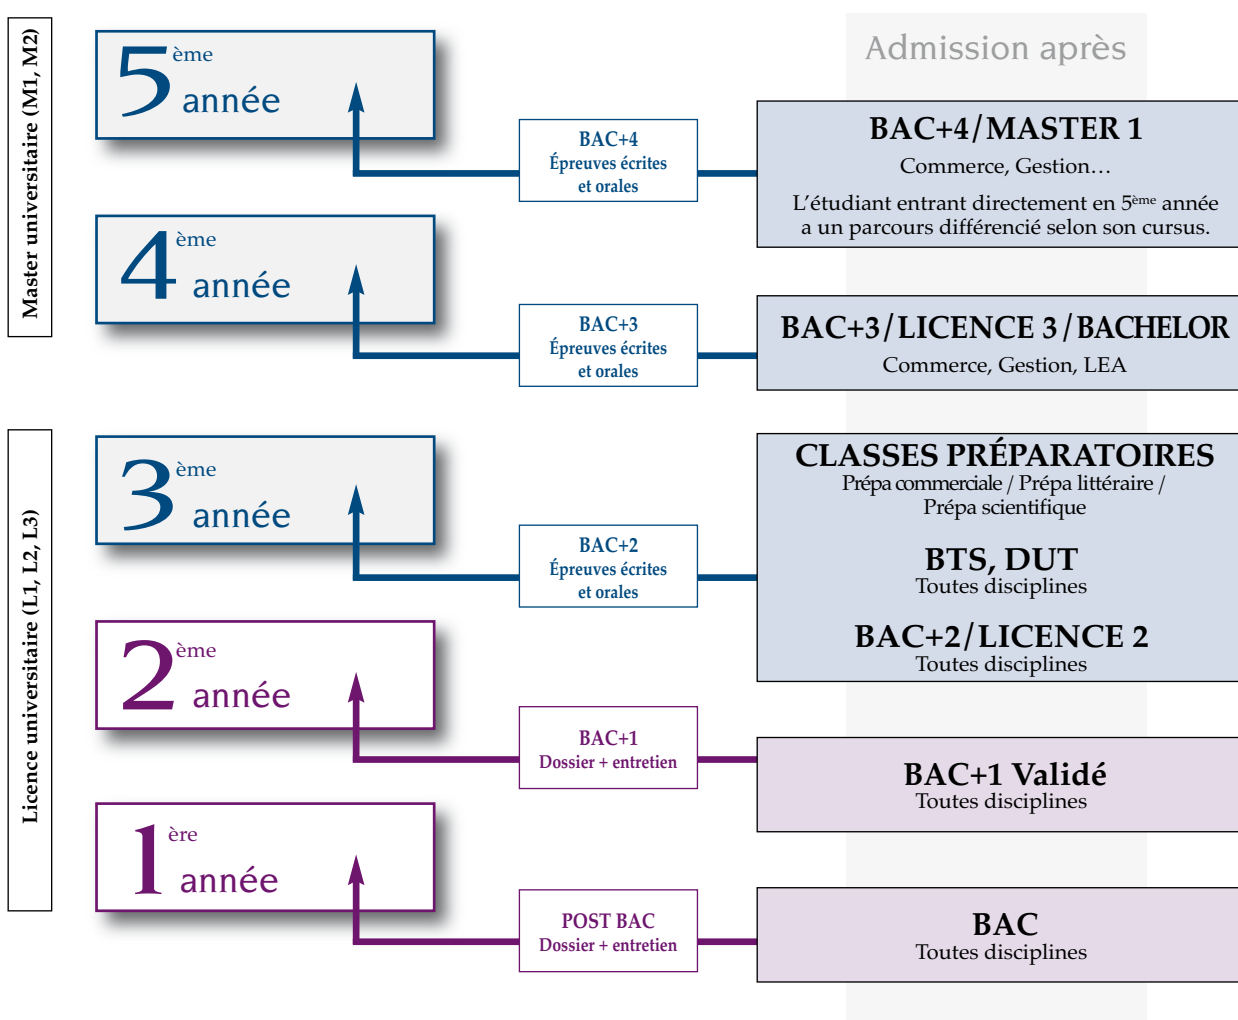 Admission après
Master universitaire (M1, M2)
5ème
année
BAC+4
Épreuves écrites
et orales
BAC+4/MASTER 1
Commerce, Gestion…
L’étudiant entrant directement en 5ème année
a un parcours différencié selon son cursus.
4ème
année
BAC+3
Épreuves écrites
et orales
BAC+3/LICENCE 3/BACHELOR
Commerce, Gestion, LEA
Licence universitaire (L1, L2, L3)
3ème
année
BAC+2
Épreuves écrites
et orales
CLASSES PRÉPARATOIRES
Prépa commerciale / Prépa littéraire /
Prépa scientifique
BTS, DUT
Toutes disciplines
BAC+2/LICENCE 2
Toutes disciplines
2ème
année
BAC+1
Dossier + entretien
BAC+1 Validé
Toutes disciplines
1ère
année
POST BAC
Dossier + entretien
BAC
Toutes disciplines